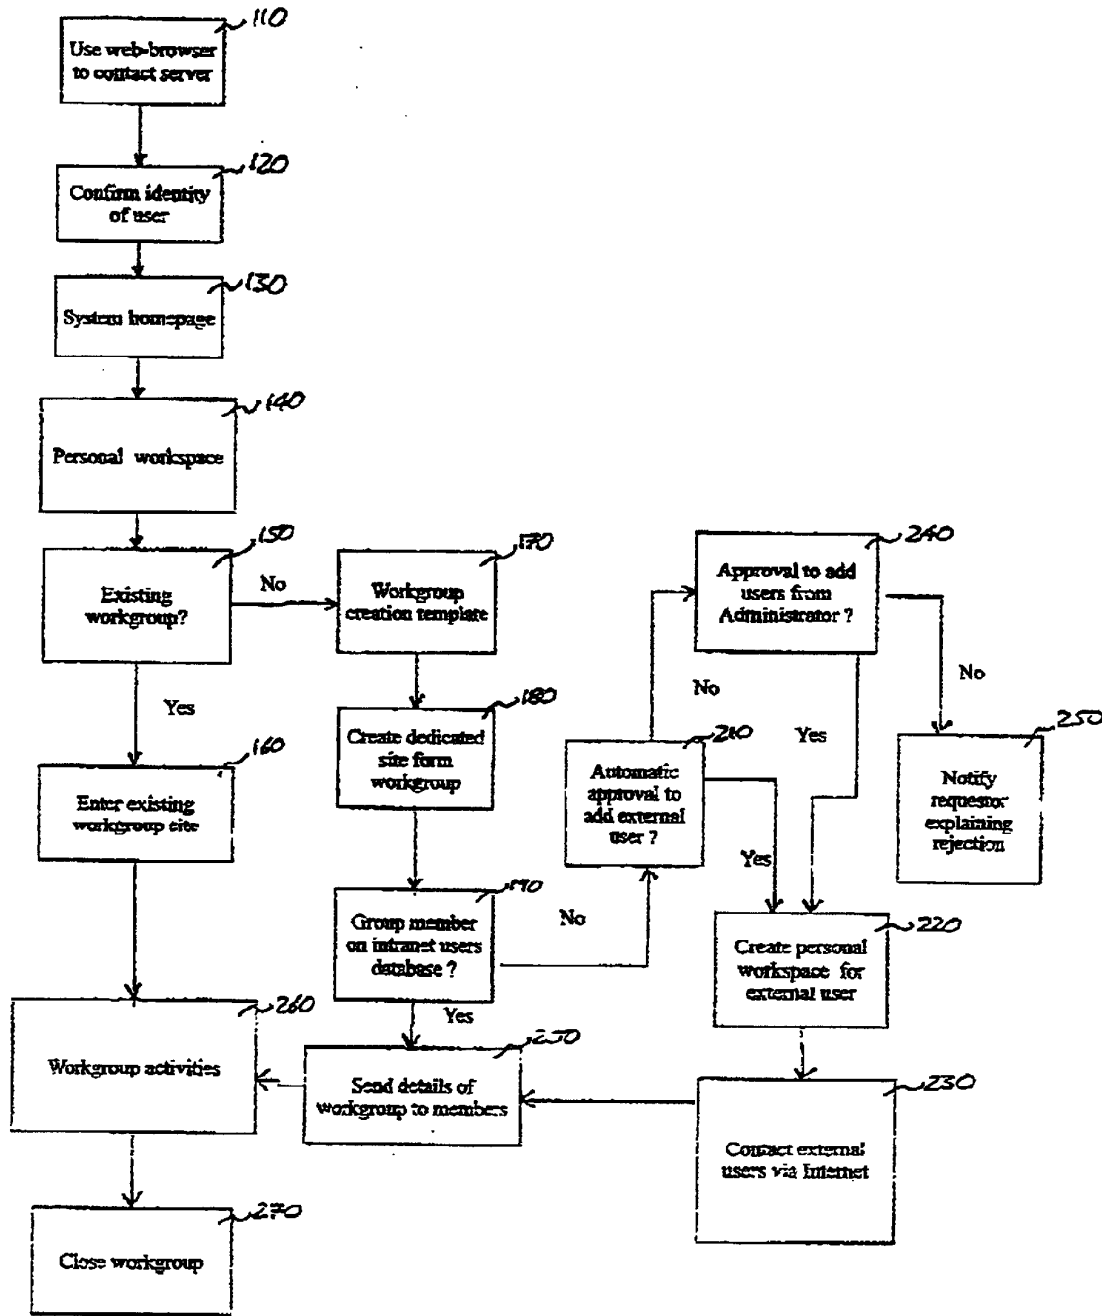 110
Use web-browser
to contact server
120
Confirm identity
of user
130
System homepage
140
Personal workspace
150
Existing
workgroup?
No
Yes
160
Enter existing
workgroup site
170
Workgroup
creation template
180
Create dedicated
site form
workgroup
190
Group member
on intranet users
database ?
No
Yes
210
Automatic
approval to
add external
user ?
No
Yes
240
Approval to add
users from
Administrator ?
Yes
No
250
Notify
requestor
explaining
rejection
220
Create personal
workspace for
external user
230
Contact external
users via Internet
Send details of
workgroup to members
260
Workgroup activities
270
Close workgroup